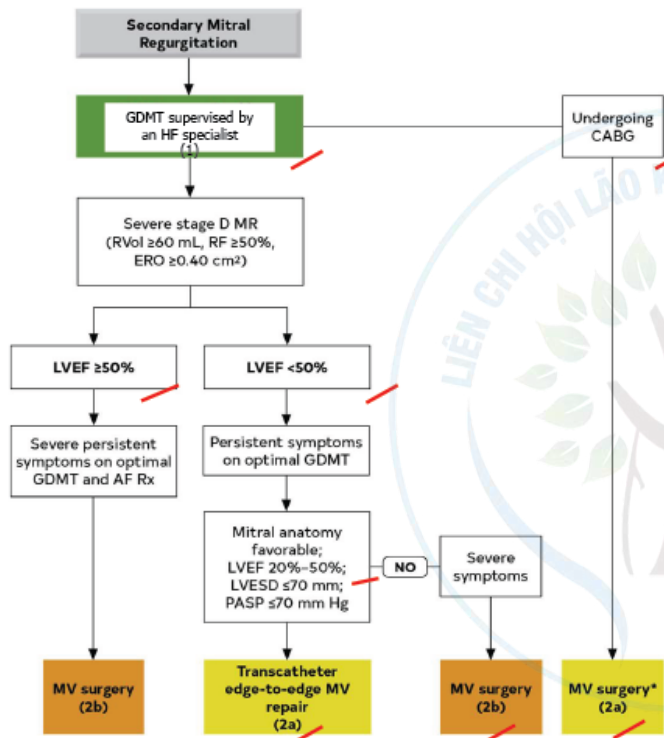 Secondary Mitral
Regurgitation
GDMT supervised by
an HF specialist
(1)
Undergoing
CABG
Severe stage D MR
(RVol ≥60 mL, RF ≥50%,
ERO ≥0.40 cm²)
LVEF ≥50%
LVEF <50%
Severe persistent
symptoms on optimal
GDMT and AF Rx
Persistent symptoms
on optimal GDMT
Mitral anatomy
favorable;
LVEF 20%–50%;
LVESD ≤70 mm;
PASP ≤70 mm Hg
NO
Severe
symptoms
MV surgery
(2b)
Transcatheter
edge-to-edge MV
repair
(2a)
MV surgery
(2b)
MV surgery*
(2a)
LIÊN CHI HỘI LÃO